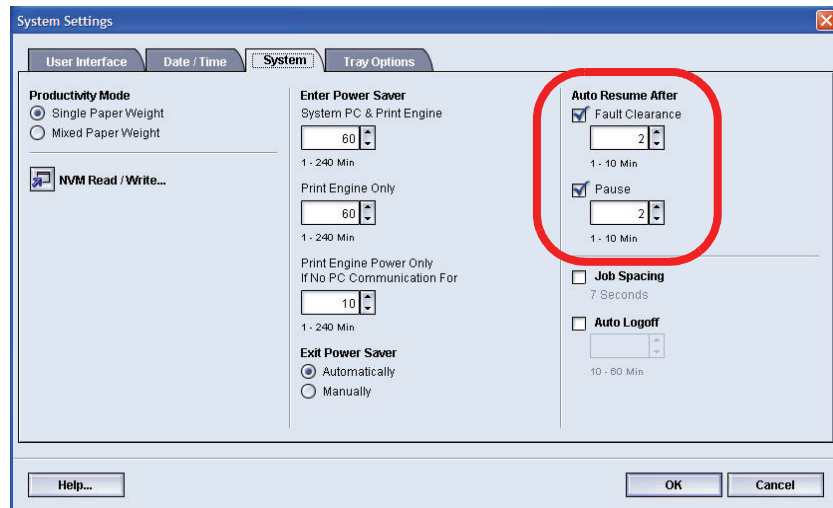 System Settings
User Interface
Date / Time
System
Tray Options
Productivity Mode
Single Paper Weight
Mixed Paper Weight
NVM Read / Write...
Enter Power Saver
System PC & Print Engine
60
1 - 240 Min
Print Engine Only
60
1 - 240 Min
Print Engine Power Only
If No PC Communication For
10
1 - 240 Min
Exit Power Saver
Automatically
Manually
Auto Resume After
Fault Clearance
2
1 - 10 Min
Pause
2
1 - 10 Min
Job Spacing
7 Seconds
Auto Logoff
10 - 60 Min
Help...
OK
Cancel